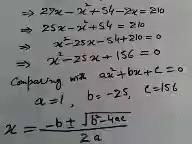 ⇒ 27x - x² + 54 - 2x = 210
⇒ 25x - x² + 54 = 210
⇒ x² - 25x - 54 + 210 = 0
⇒ x² - 25x + 156 = 0
Comparing with ax² + bx + c = 0
a = 1, b = -25, c = 156
x = (-b ± √(b² - 4ac)) / 2a